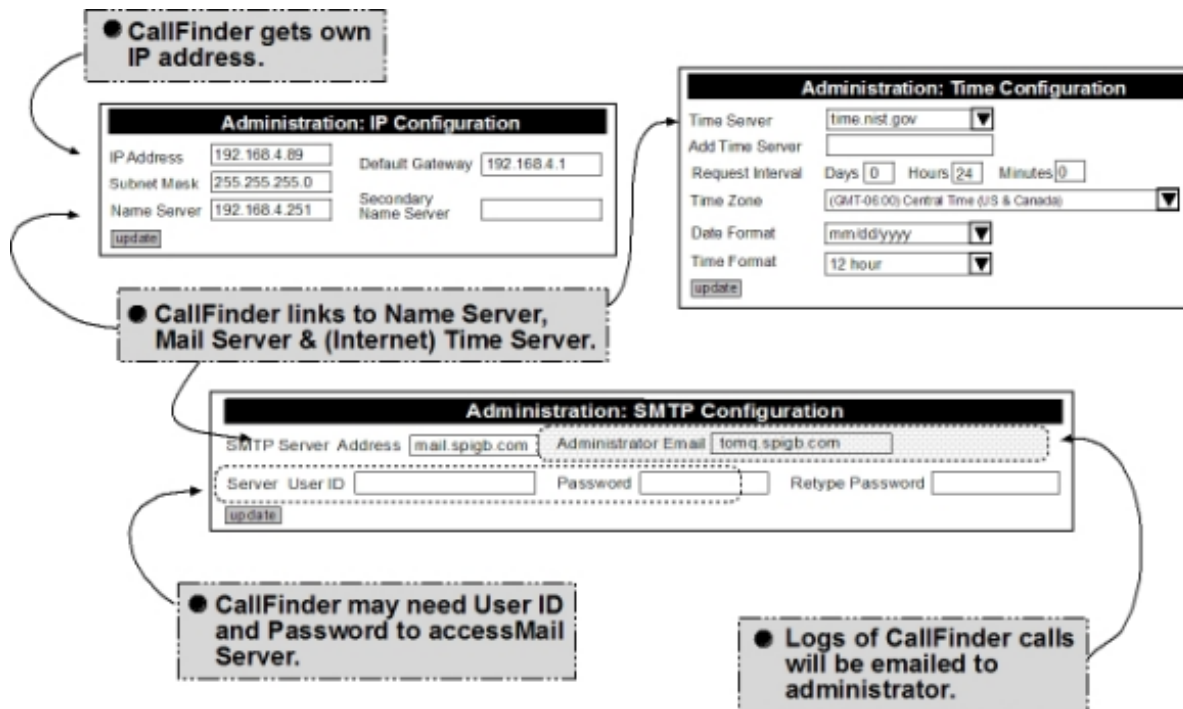 ● CallFinder gets own
IP address.
Administration: IP Configuration
IP Address 192.168.4.89
Default Gateway 192.168.4.1
Subnet Mask 255.255.255.0
Name Server 192.168.4.251
Secondary
Name Server
update
Administration: Time Configuration
Time Server time.nist.gov
Add Time Server
Request Interval Days 0 Hours 24 Minutes 0
Time Zone (GMT-06:00) Central Time (US & Canada)
Date Format mm/dd/yyyy
Time Format 12 hour
update
● CallFinder links to Name Server,
Mail Server & (Internet) Time Server.
Administration: SMTP Configuration
SMTP Server Address mail.spigb.com Administrator Email tomq.spigb.com
Server User ID Password Retype Password
update
● CallFinder may need User ID
and Password to accessMail
Server.
● Logs of CallFinder calls
will be emailed to
administrator.